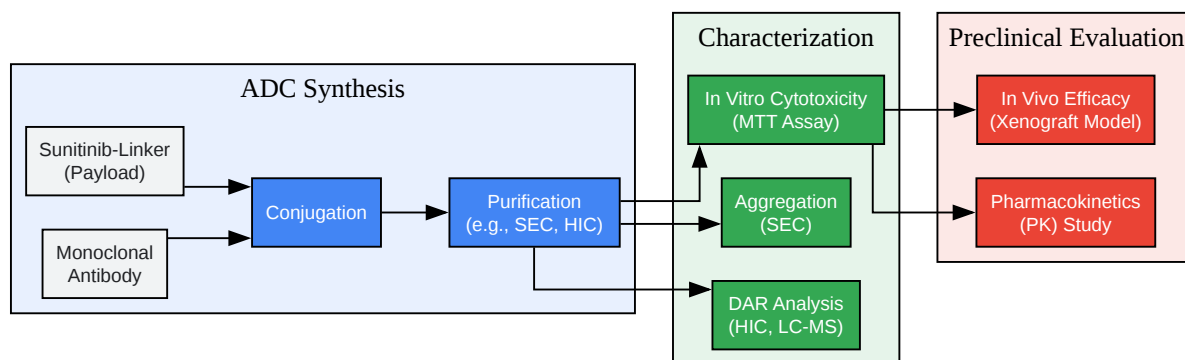 ADC Synthesis
Sunitinib-Linker
(Payload)
Monoclonal
Antibody
Conjugation
Purification
(e.g., SEC, HIC)
Characterization
In Vitro Cytotoxicity
(MTT Assay)
Aggregation
(SEC)
DAR Analysis
(HIC, LC-MS)
Preclinical Evaluation
In Vivo Efficacy
(Xenograft Model)
Pharmacokinetics
(PK) Study